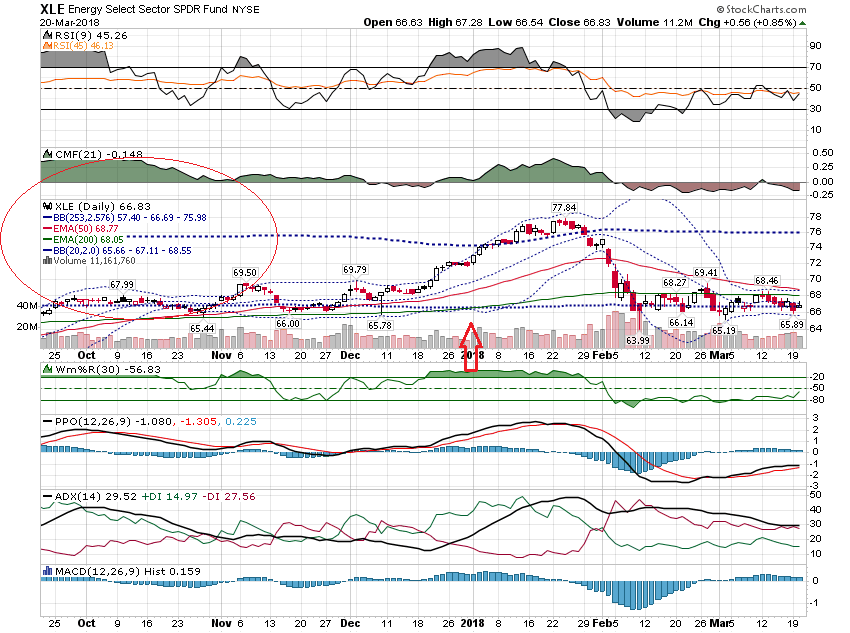 XLE Energy Select Sector SPDR Fund NYSE © StockCharts.com
20-Mar-2018 Open 66.63 High 67.28 Low 66.54 Close 66.83 Volume 11.2M Chg +0.56 (+0.85%)
RSI(9) 45.26
RSI(45) 46.13
90
70
50
30
10
CMF(21) -0.148
0.50
0.25
0.00
-0.25
XLE (Daily) 66.83
BB(253,2.576) 57.40 - 66.69 - 75.98
EMA(50) 68.77
EMA(200) 68.05
BB(20,2.0) 65.66 - 67.11 - 68.55
Volume 11,161,760
77.84
78
76
74
72
70
68
66
64
67.99
69.50
69.79
68.27
69.41
68.46
65.44
66.00
65.78
63.99
66.14
65.19
65.89
40M
20M
25 Oct 9 16 23 Nov 6 13 20 27 Dec 11 18 26 2018 8 16 22 29 Feb 5 12 20 26 Mar 5 12 19
Wm%R(30) -56.83
-20
-50
-80
PPO(12,26,9) -1.080, -1.305, 0.225
3
2
1
0
-1
-2
-3
ADX(14) 29.52 +DI 14.97 -DI 27.56
50
40
30
20
10
MACD(12,26,9) Hist 0.159
0
-1
25 Oct 9 16 23 Nov 6 13 20 27 Dec 11 18 26 2018 8 16 22 29 Feb 5 12 20 26 Mar 5 12 19